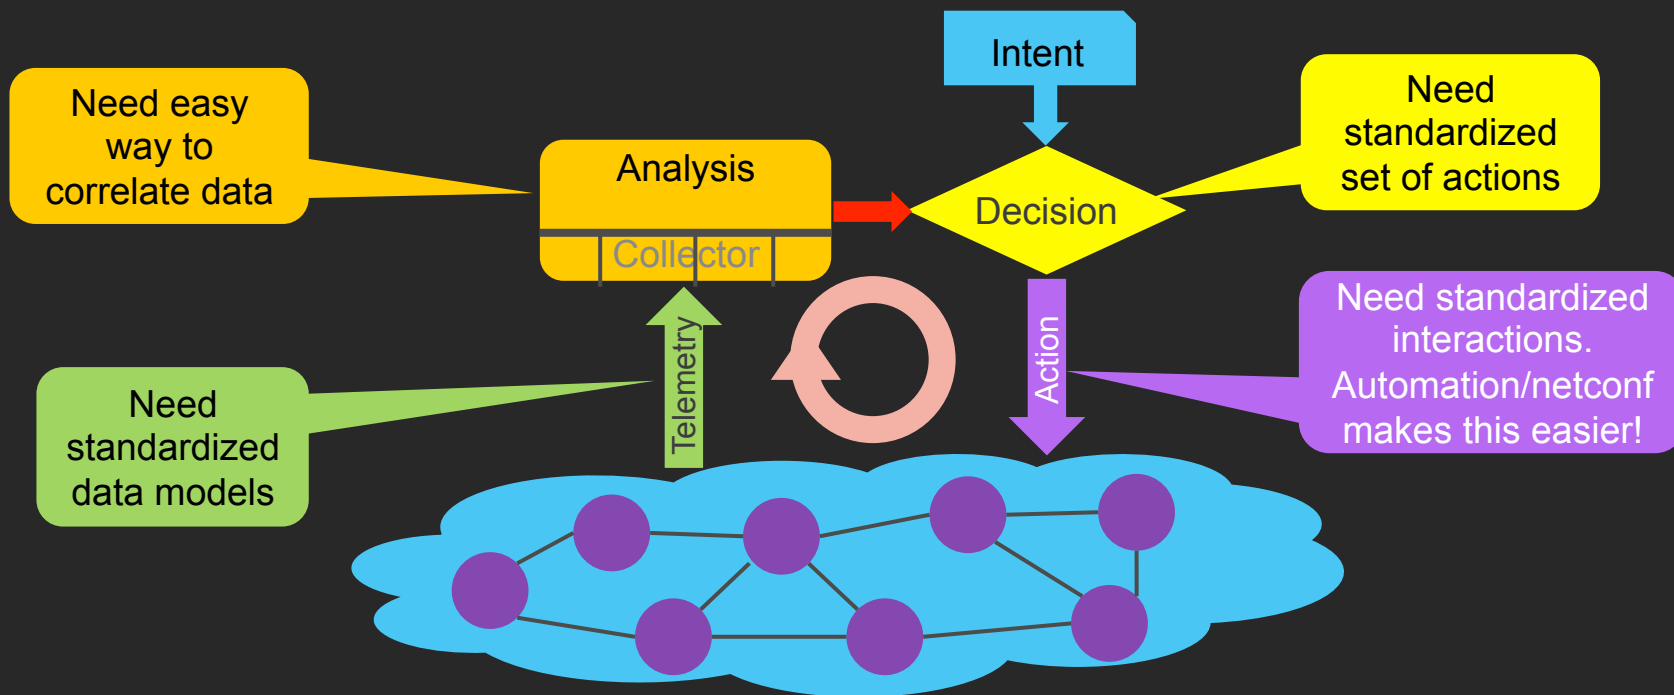 Intent
Need easy
way to
correlate data
Need
standardized
set of actions
Analysis
Decision
Collector
Need standardized
interactions.
Automation/netconf
makes this easier!
Telemetry
Action
Need
standardized
data models